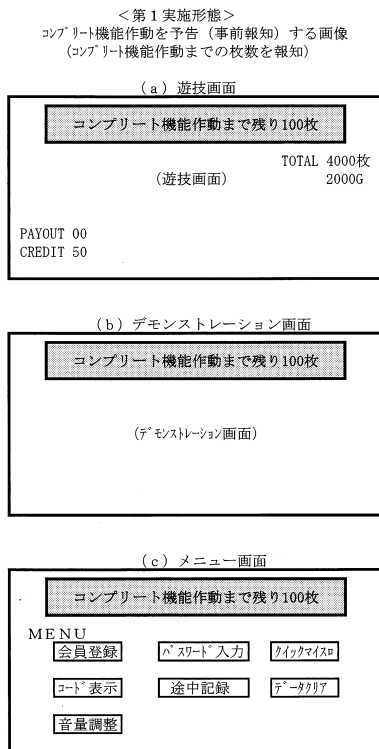 ＜第１実施形態＞
ｺﾝﾌﾟﾘｰﾄ機能作動を予告（事前報知）する画像
(ｺﾝﾌﾟﾘｰﾄ機能作動までの枚数を報知)
（ａ）遊技画面
コンプリート機能作動まで残り100枚
TOTAL 4000枚
(遊技画面)
2000G
PAYOUT 00
CREDIT 50
（ｂ）デモンストレーション画面
コンプリート機能作動まで残り100枚
(ﾃﾞﾓﾝｽﾄﾚｰｼｮﾝ画面)
（ｃ）メニュー画面
コンプリート機能作動まで残り100枚
ＭＥＮＵ
会員登録 ﾊﾟｽﾜｰﾄﾞ入力 ｸｲｯｸﾏｲｽﾛ
ｺｰﾄﾞ表示 途中記録 ﾃﾞｰﾀｸﾘｱ
音量調整